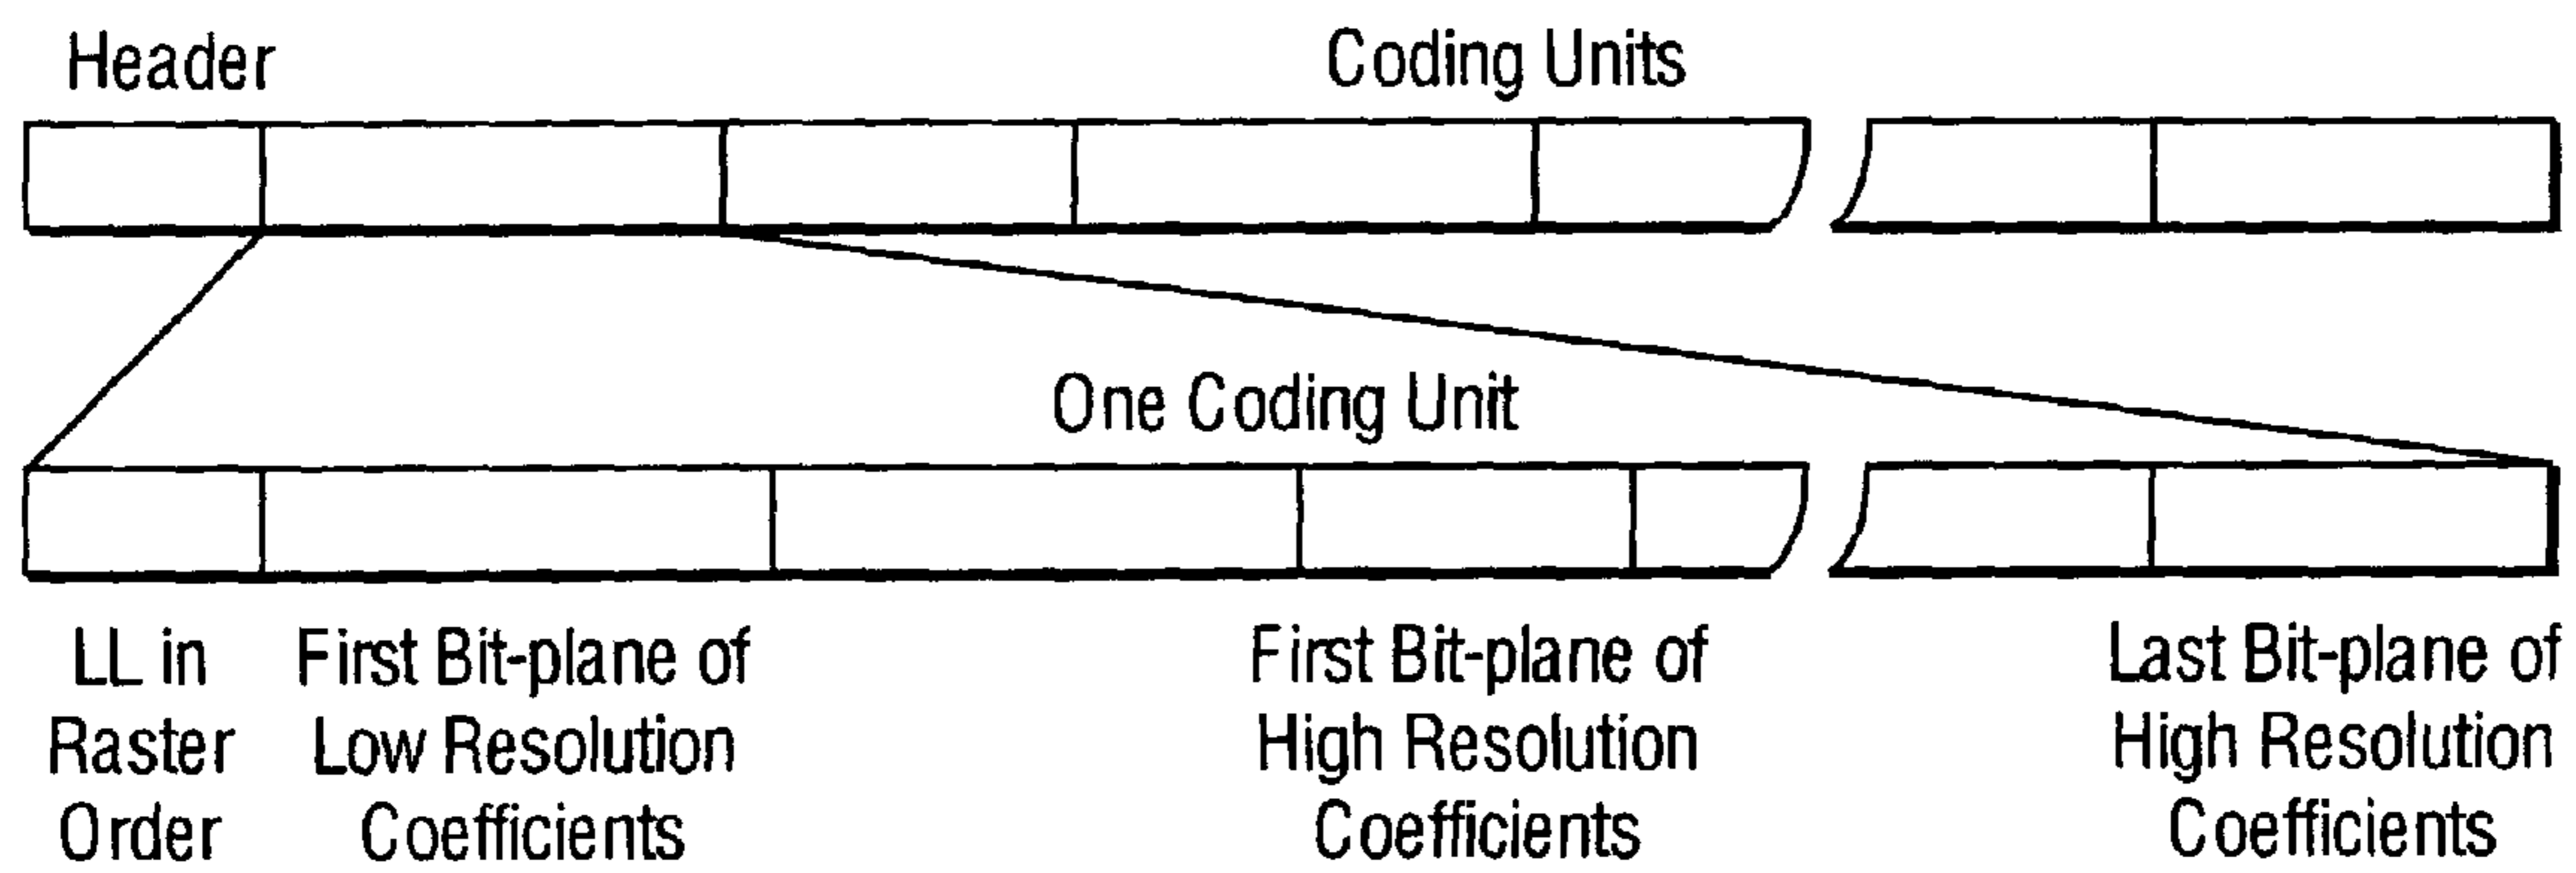 Header
Coding Units
One Coding Unit
LL in
Raster
Order
First Bit-plane of
Low Resolution
Coefficients
First Bit-plane of
High Resolution
Coefficients
Last Bit-plane of
High Resolution
Coefficients